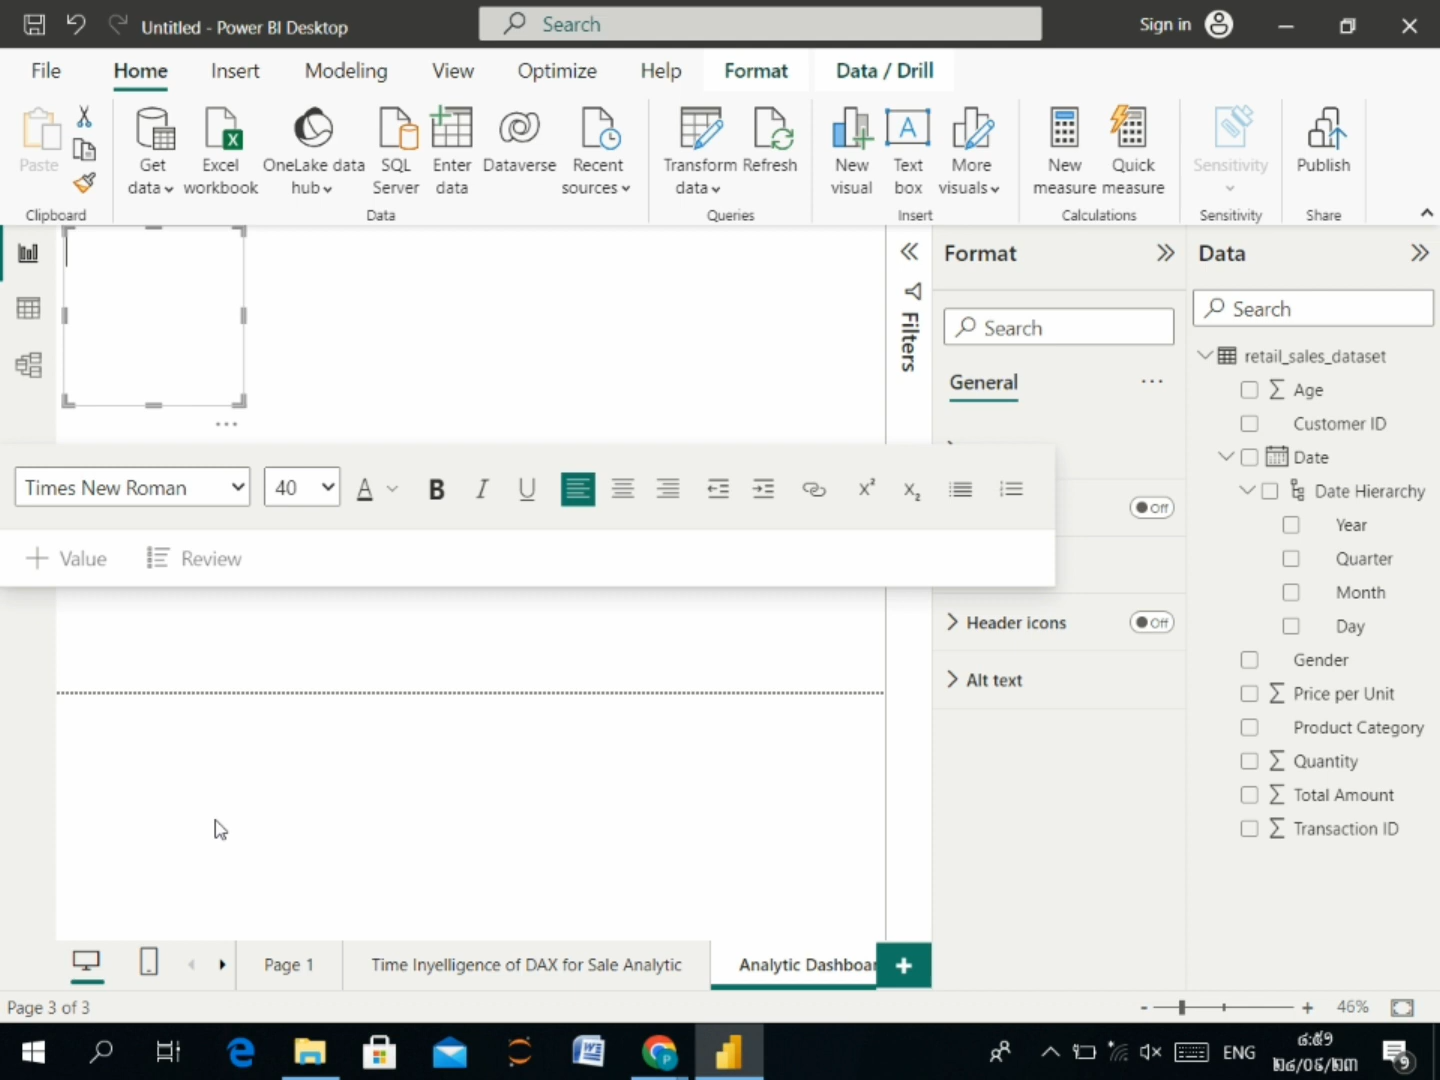 Untitled - Power BI Desktop
Search
Sign in
File
Home
Insert
Modeling
View
Optimize
Help
Format
Data / Drill
Paste
Get data
Excel workbook
OneLake data hub
SQL Server
Enter data
Dataverse
Recent sources
Transform data
Refresh
New visual
Text box
More visuals
New measure
Quick measure
Sensitivity
Publish
Clipboard
Data
Queries
Insert
Calculations
Sensitivity
Share
Filters
Format
Search
General
Off
Header icons
Off
Alt text
Data
Search
retail_sales_dataset
Age
Customer ID
Date
Date Hierarchy
Year
Quarter
Month
Day
Gender
Price per Unit
Product Category
Quantity
Total Amount
Transaction ID
Times New Roman
40
Value
Review
Page 1
Time Inyelligence of DAX for Sale Analytic
Analytic Dashboar
Page 3 of 3
46%
ENG